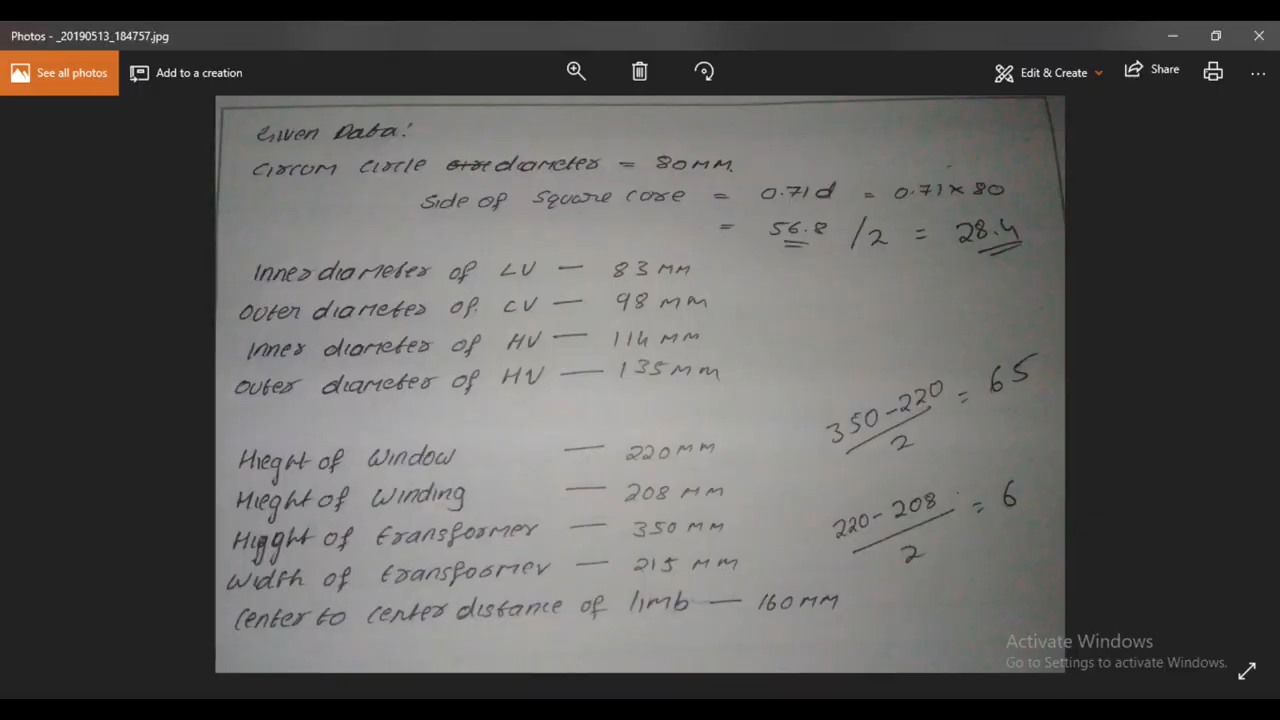 Photos - _20190513_184757.jpg
See all photos
Add to a creation
Edit & Create
Share
Given Data:
Circum Circle diameter = 80MM.
Side of Square core = 0.71d = 0.71 x 80
= 56.8 /2 = 28.4
Inner diameter of LV — 83 MM
Outer diameter of. LV — 98 MM
Inner diameter of HV — 114 MM
Outer diameter of HV — 135 MM
350-220 / 2 = 65
Hieght of Window — 220 MM
Hieght of Winding — 208 MM
220-208 / 2 = 6
Higght of transformer — 350 MM
Width of transformer — 215 MM
Center to center distance of limb — 160 MM
Activate Windows
Go to Settings to activate Windows.